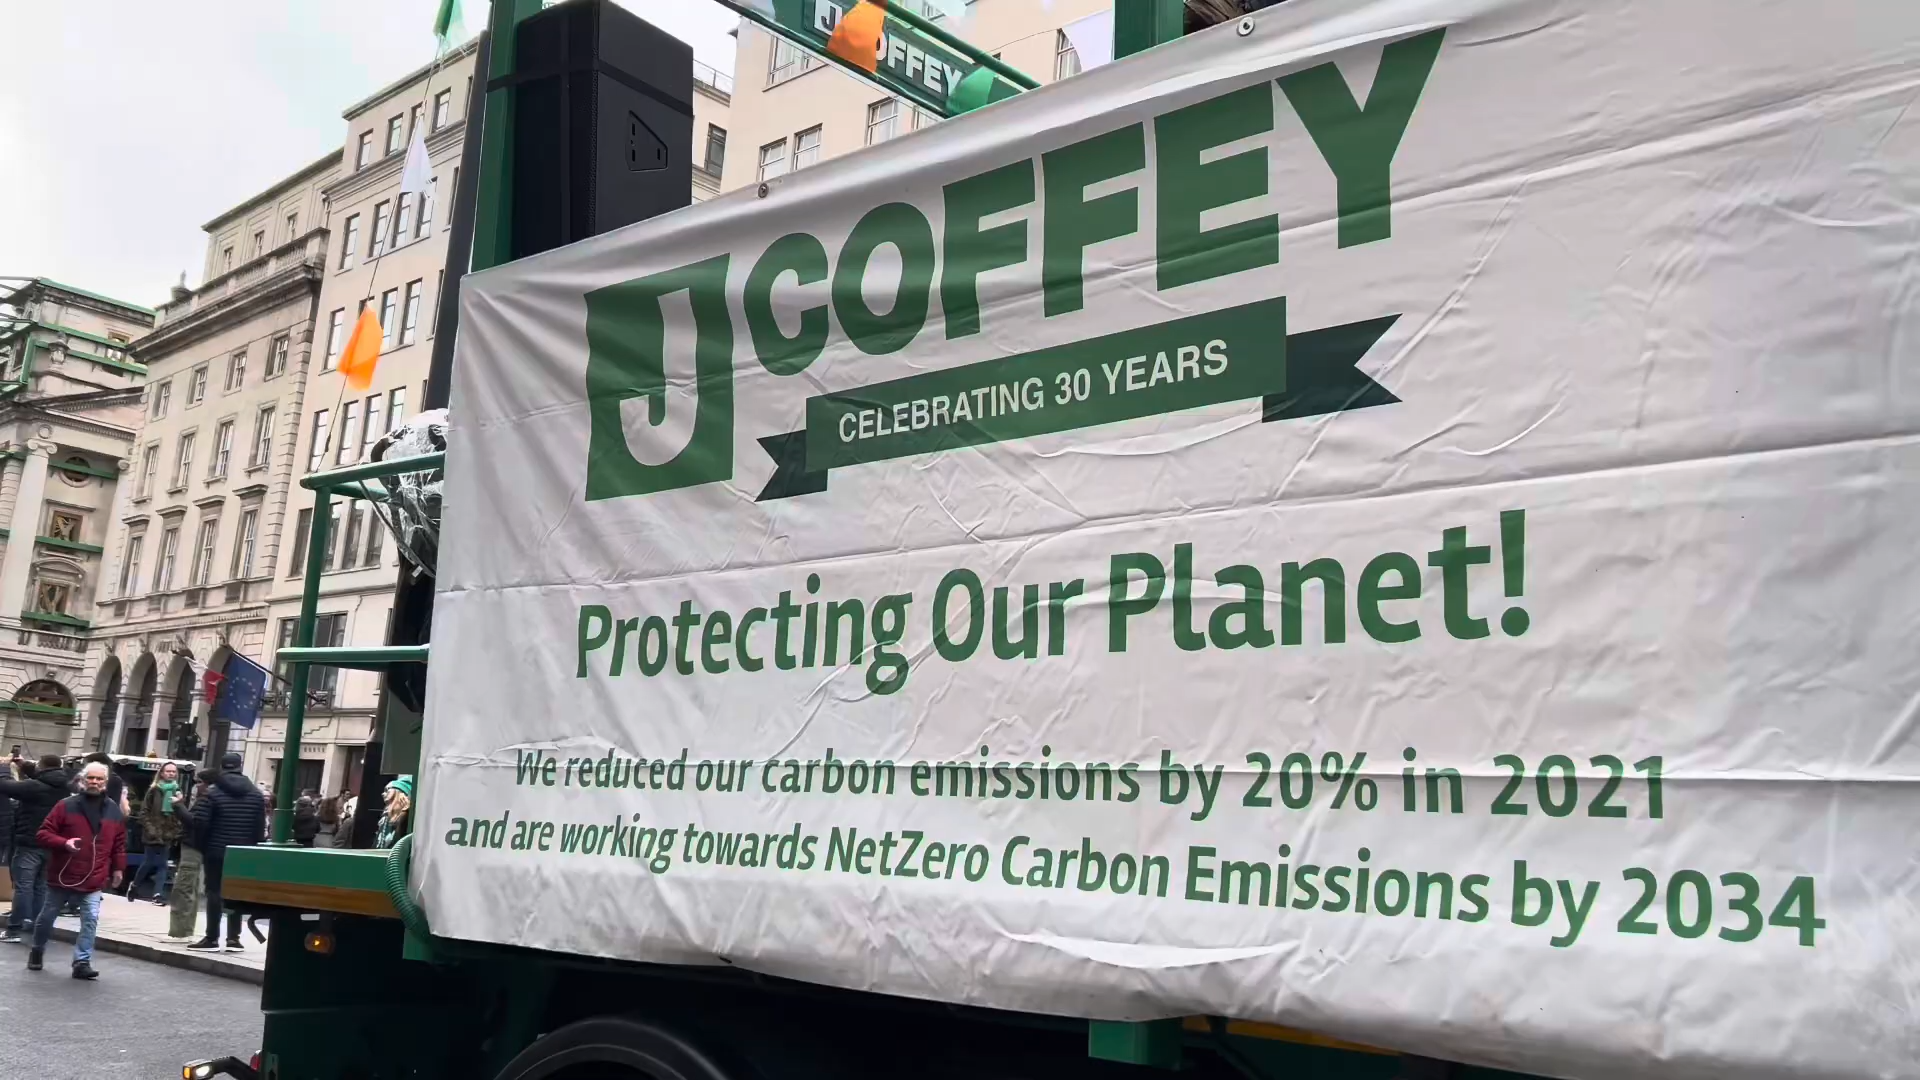 J COFFEY
J COFFEY
CELEBRATING 30 YEARS
Protecting Our Planet!
We reduced our carbon emissions by 20% in 2021
and are working towards NetZero Carbon Emissions by 2034